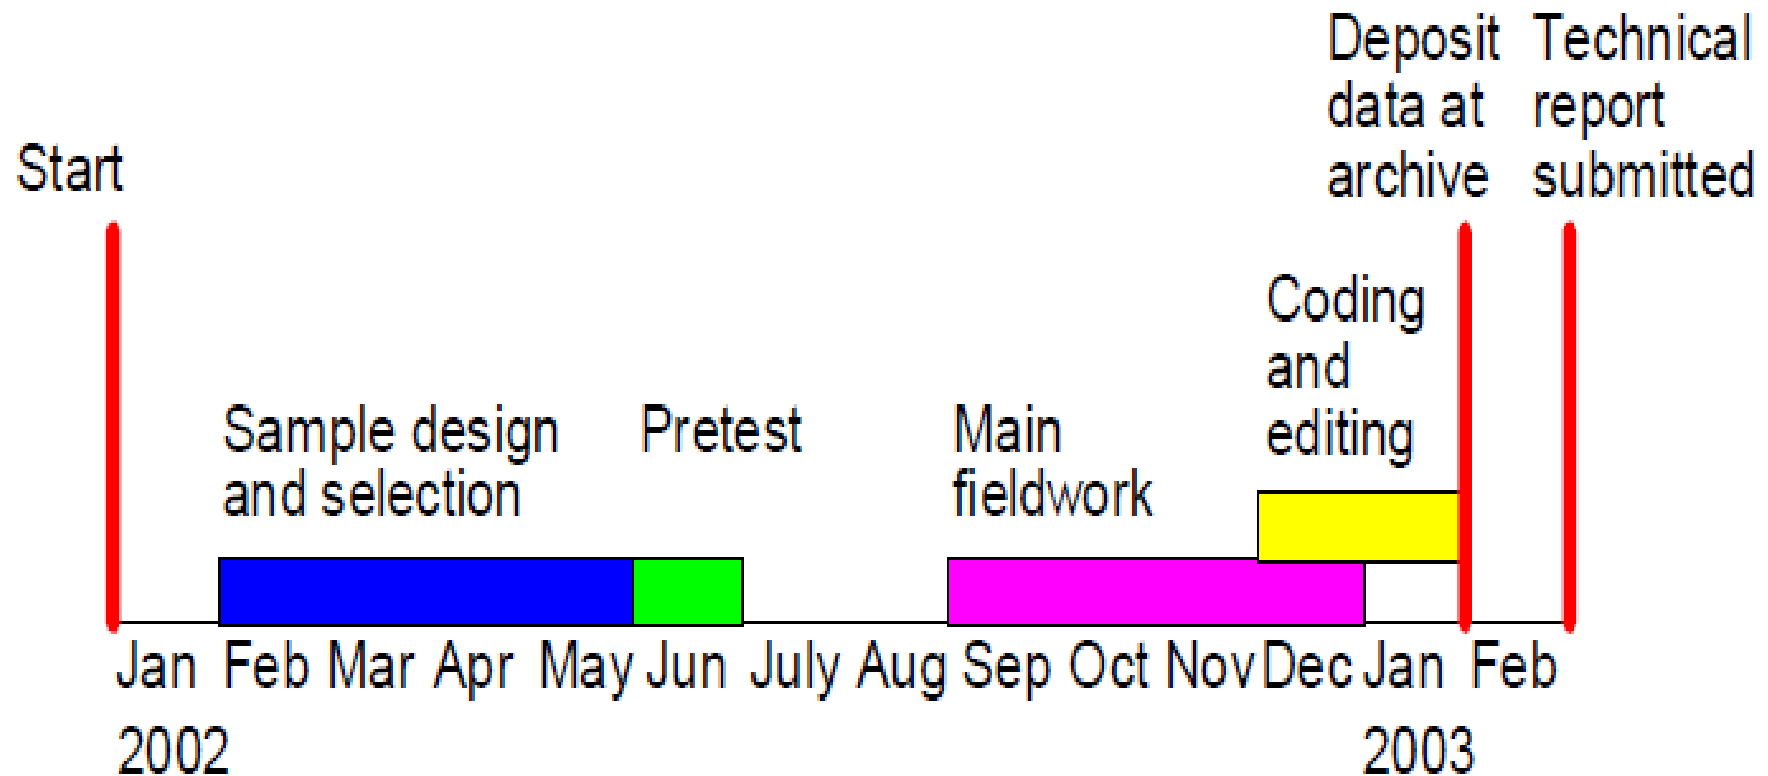 Deposit
data at
archive
Technical
report
submitted
Start
Coding
and
editing
Sample design
and selection
Pretest
Main
fieldwork
Jan Feb Mar Apr May Jun July Aug Sep Oct Nov Dec Jan Feb
2002 2003